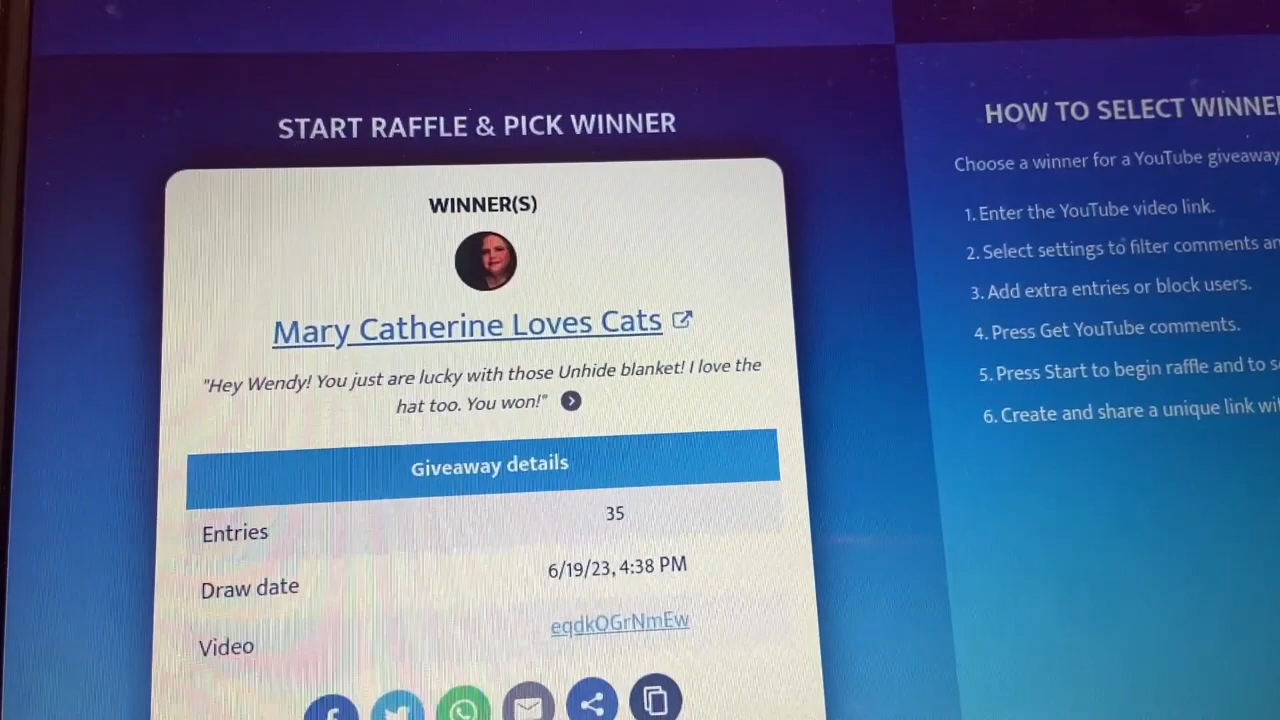 START RAFFLE & PICK WINNER
WINNER(S)
Mary Catherine Loves Cats
"Hey Wendy! You just are lucky with those Unhide blanket! I love the
hat too. You won!"
Giveaway details
Entries 35
Draw date 6/19/23, 4:38 PM
Video eqdkOGrNmEw
HOW TO SELECT WINNE
Choose a winner for a YouTube giveaway
1. Enter the YouTube video link.
2. Select settings to filter comments an
3. Add extra entries or block users.
4. Press Get YouTube comments.
5. Press Start to begin raffle and to s
6. Create and share a unique link wi